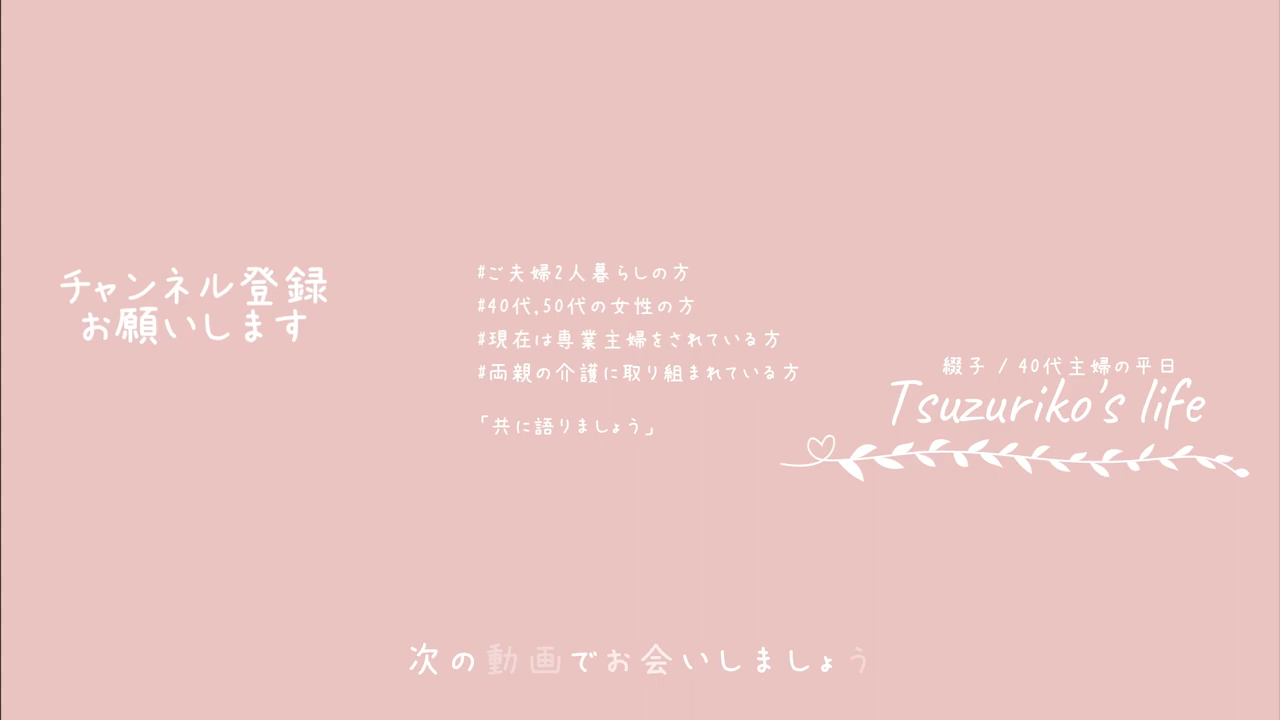 チャンネル登録
お願いします
#ご夫婦2人暮らしの方
#40代,50代の女性の方
#現在は専業主婦をされている方
#両親の介護に取り組まれている方
「共に語りましょう」
綴子 / 40代主婦の平日
Tsuzuriko's life
次の動画でお会いしましょう